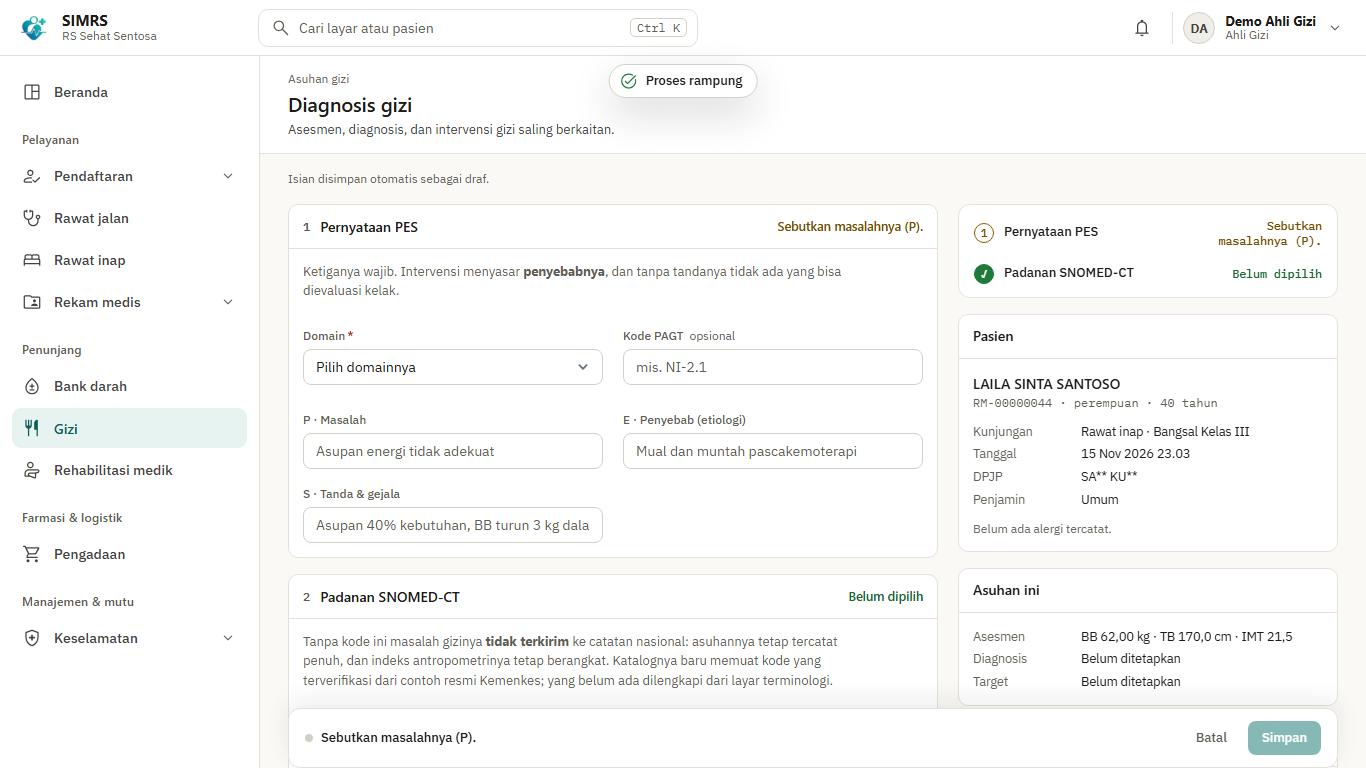 SIMRS
RS Sehat Sentosa
Cari layar atau pasien
Ctrl K
DA
Demo Ahli Gizi
Ahli Gizi
Beranda
Pelayanan
Pendaftaran
Rawat jalan
Rawat inap
Rekam medis
Penunjang
Bank darah
Gizi
Rehabilitasi medik
Farmasi & logistik
Pengadaan
Manajemen & mutu
Keselamatan
Asuhan gizi
Proses rampung
Diagnosis gizi
Asesmen, diagnosis, dan intervensi gizi saling berkaitan.
Isian disimpan otomatis sebagai draf.
1 Pernyataan PES
Sebutkan masalahnya (P).
Ketiganya wajib. Intervensi menyasar penyebabnya, dan tanpa tandanya tidak ada yang bisa
dievaluasi kelak.
Domain *
Kode PAGT opsional
Pilih domainnya
mis. NI-2.1
P · Masalah
E · Penyebab (etiologi)
Asupan energi tidak adekuat
Mual dan muntah pascakemoterapi
S · Tanda & gejala
Asupan 40% kebutuhan, BB turun 3 kg dala
2 Padanan SNOMED-CT
Belum dipilih
Tanpa kode ini masalah gizinya tidak terkirim ke catatan nasional: asuhannya tetap tercatat
penuh, dan indeks antropometrinya tetap berangkat. Katalognya baru memuat kode yang
terverifikasi dari contoh resmi Kemenkes; yang belum ada dilengkapi dari layar terminologi.
1 Pernyataan PES
Sebutkan
masalahnya (P).
Padanan SNOMED-CT
Belum dipilih
Pasien
LAILA SINTA SANTOSO
RM-00000044 · perempuan · 40 tahun
Kunjungan Rawat inap · Bangsal Kelas III
Tanggal 15 Nov 2026 23.03
DPJP SA** KU**
Penjamin Umum
Belum ada alergi tercatat.
Asuhan ini
Asesmen BB 62,00 kg · TB 170,0 cm · IMT 21,5
Diagnosis Belum ditetapkan
Target Belum ditetapkan
Sebutkan masalahnya (P).
Batal
Simpan